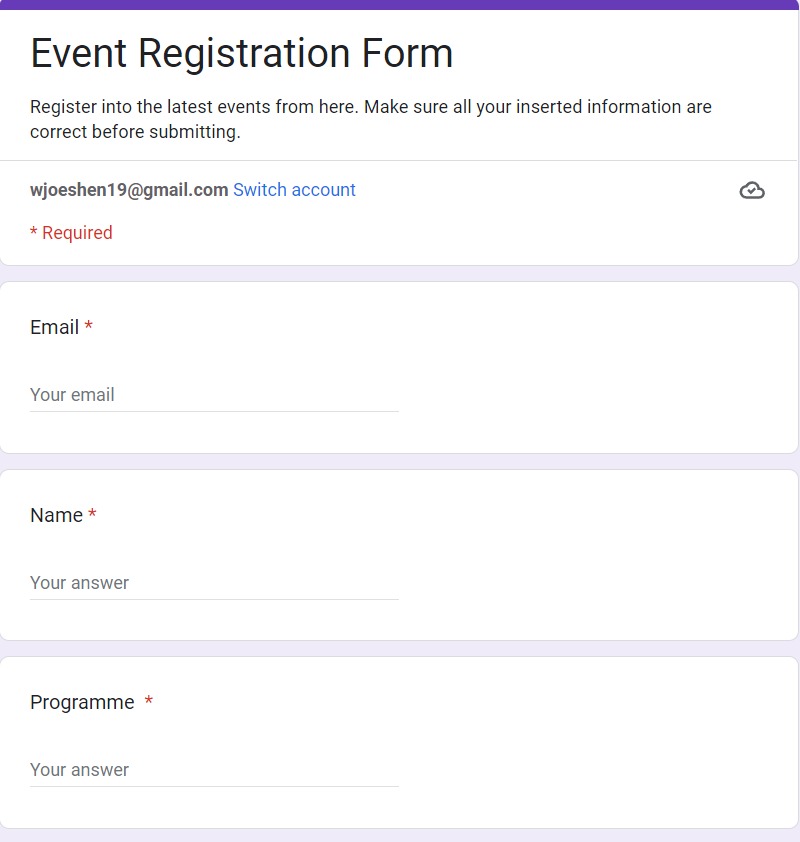 Event Registration Form
Register into the latest events from here. Make sure all your inserted information are
correct before submitting.
wjoeshen19@gmail.com Switch account
* Required
Email *
Your email
Name *
Your answer
Programme *
Your answer